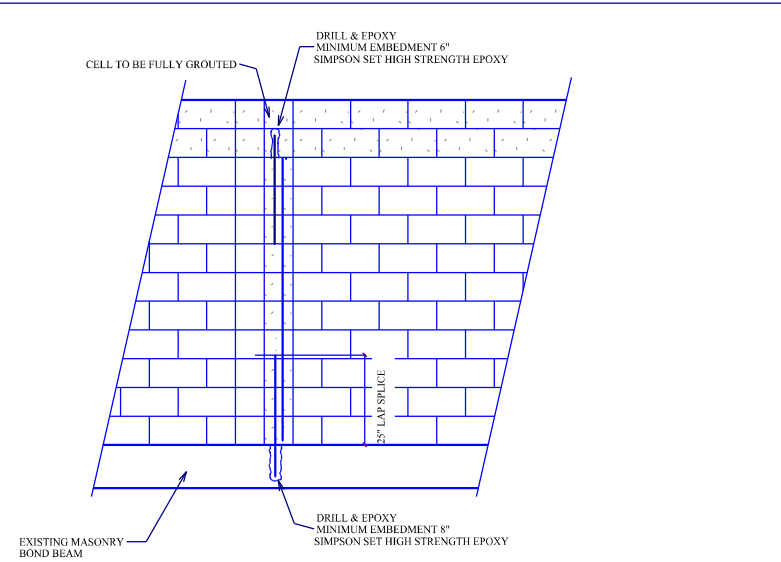 DRILL & EPOXY
MINIMUM EMBEDMENT 6"
SIMPSON SET HIGH STRENGTH EPOXY
CELL TO BE FULLY GROUTED
25" LAP SPLICE
DRILL & EPOXY
MINIMUM EMBEDMENT 8"
SIMPSON SET HIGH STRENGTH EPOXY
EXISTING MASONRY
BOND BEAM